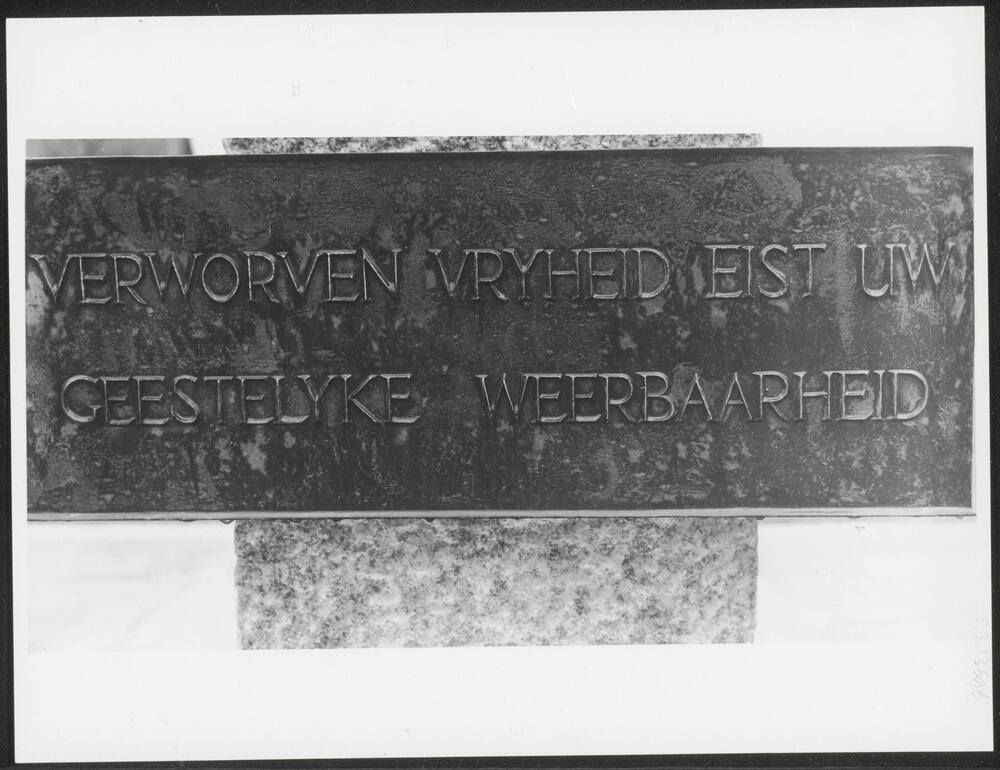 VERWORVEN VRYHEID EIST UW
GEESTELYKE WEERBAARHEID